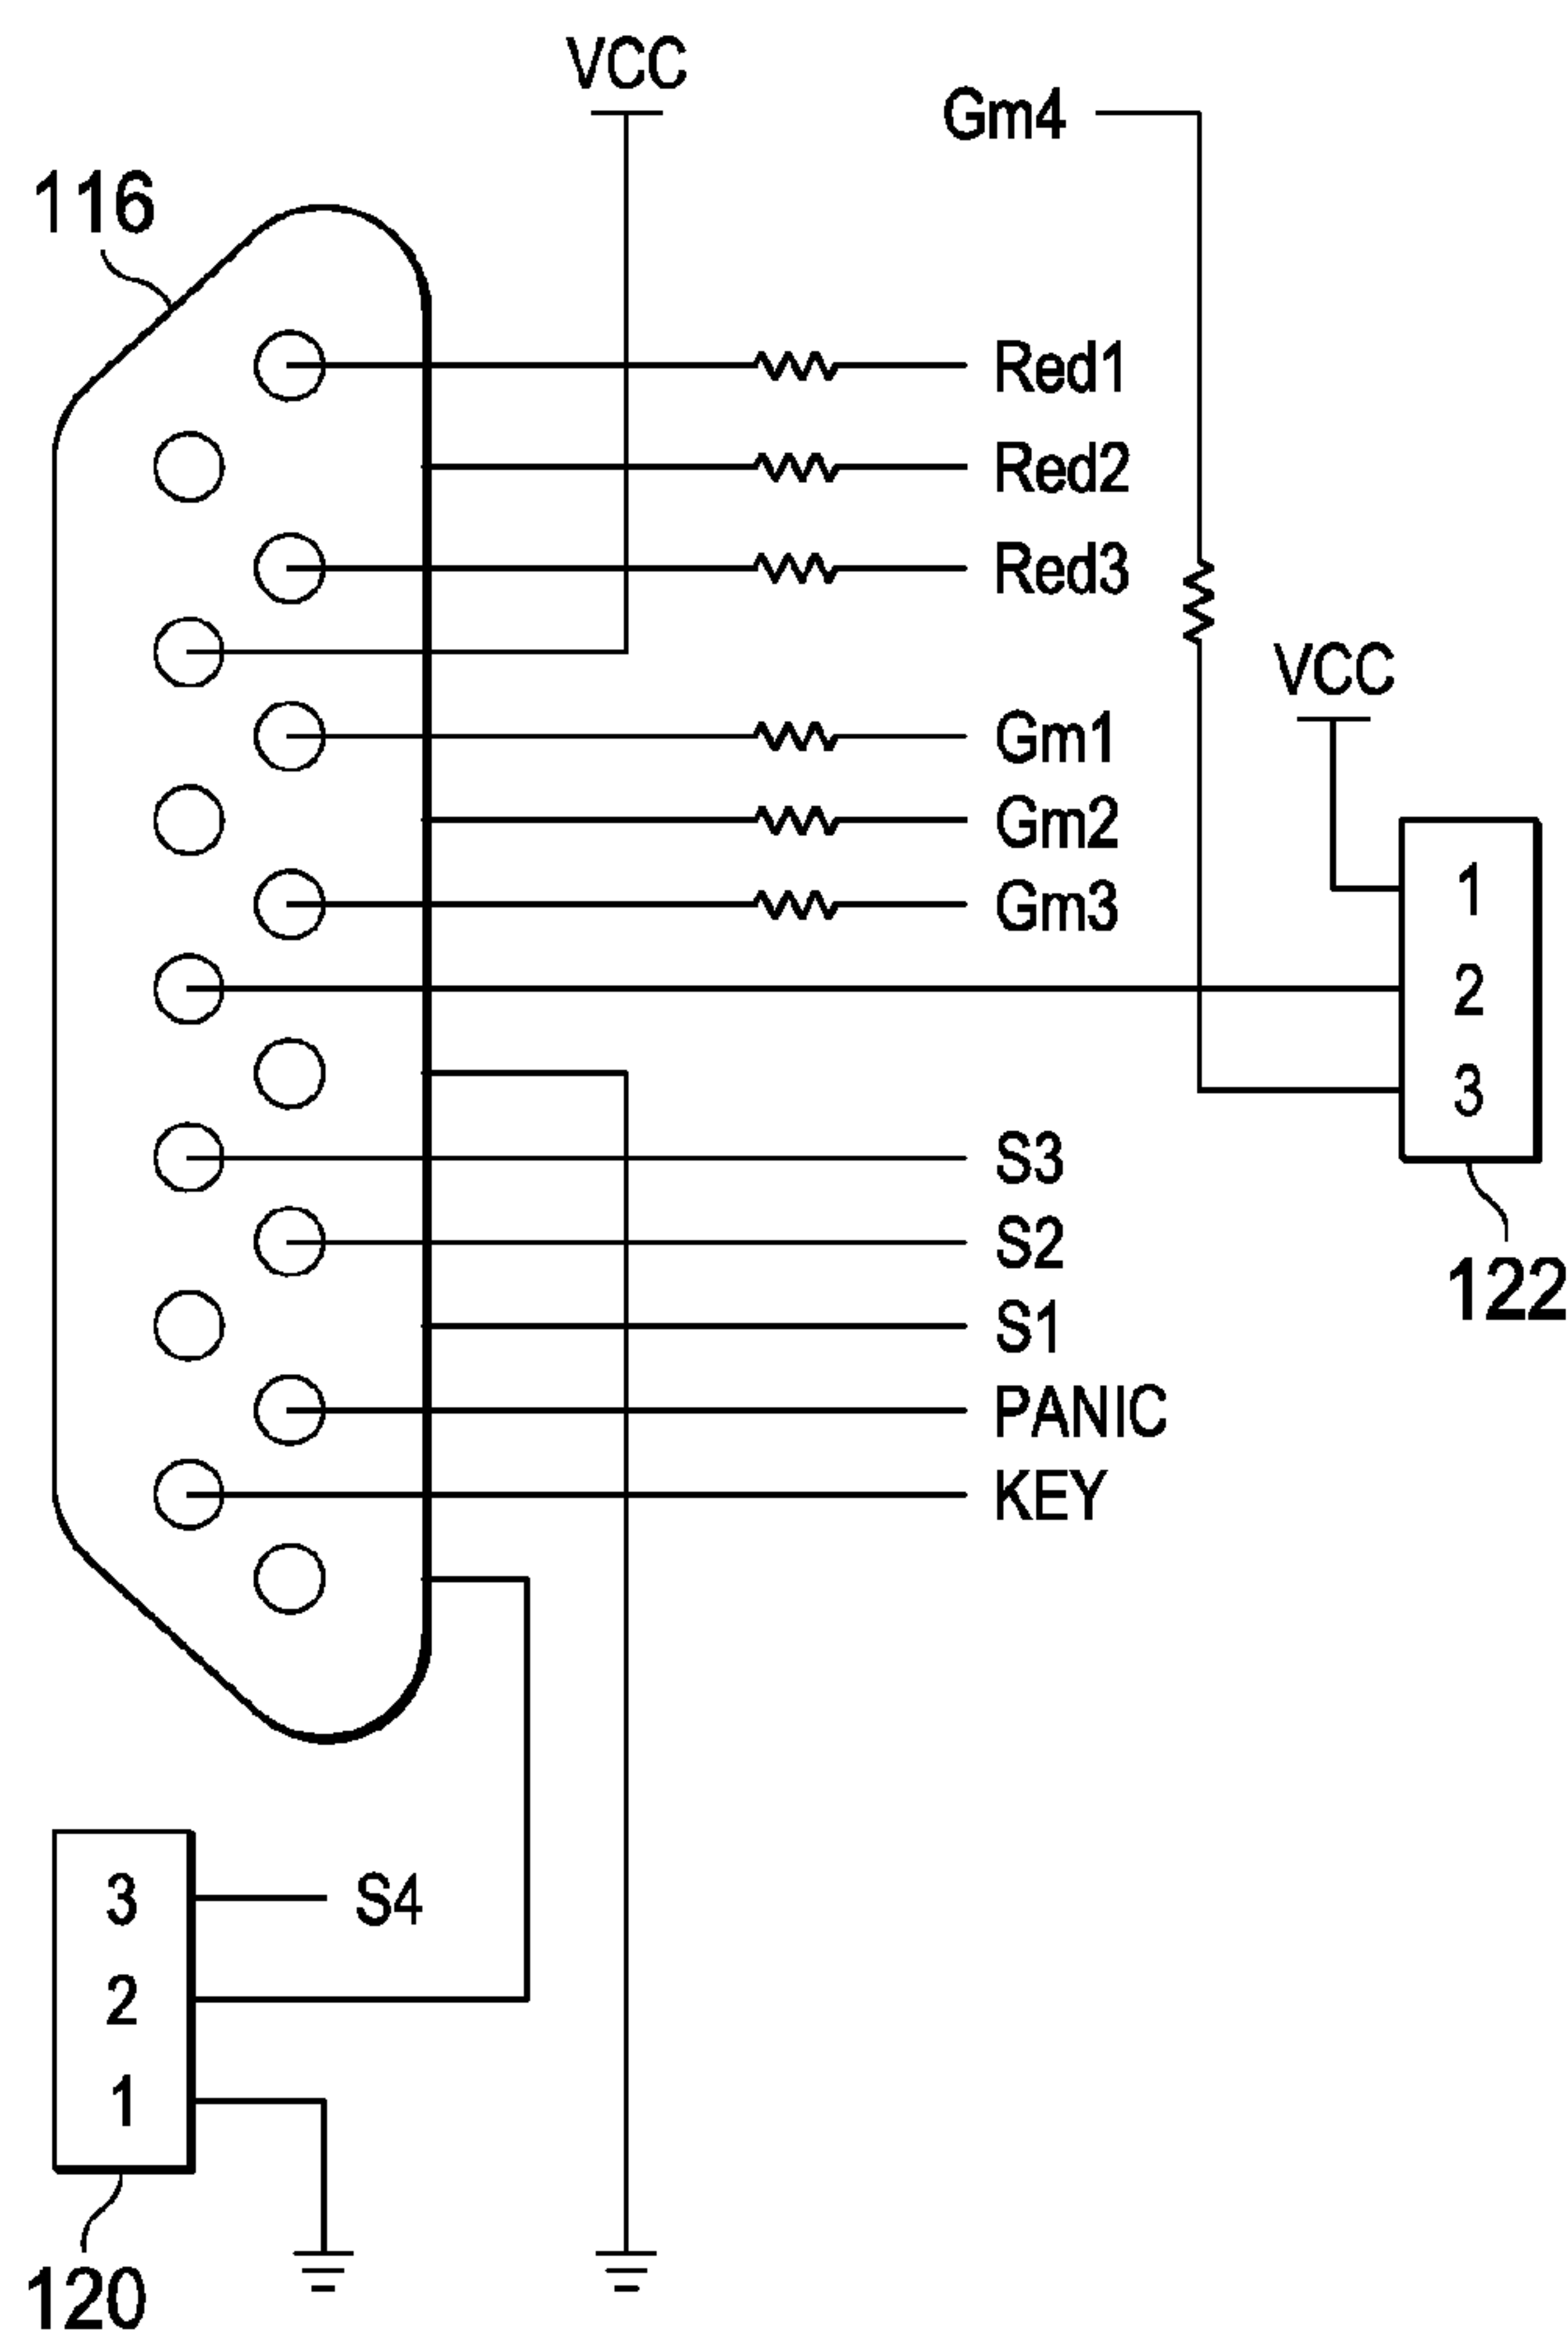 VCC
Gm4
116
Red1
Red2
Red3
VCC
Gm1
Gm2
Gm3
1
2
3
S3
S2
S1
122
PANIC
KEY
3
S4
2
1
120